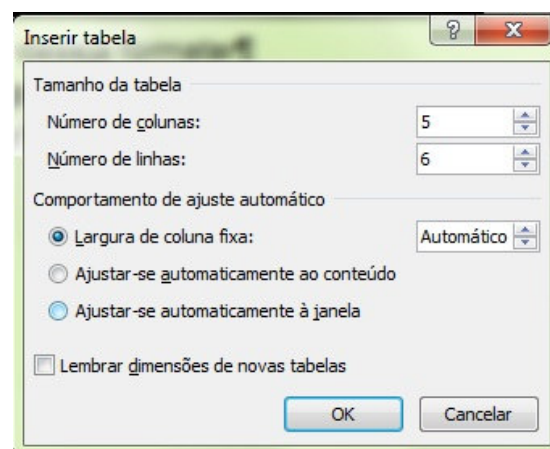 Inserir tabela
Tamanho da tabela
Número de colunas: 5
Número de linhas: 6
Comportamento de ajuste automático
Largura de coluna fixa: Automático
Ajustar-se automaticamente ao conteúdo
Ajustar-se automaticamente à janela
Lembrar dimensões de novas tabelas
OK Cancelar